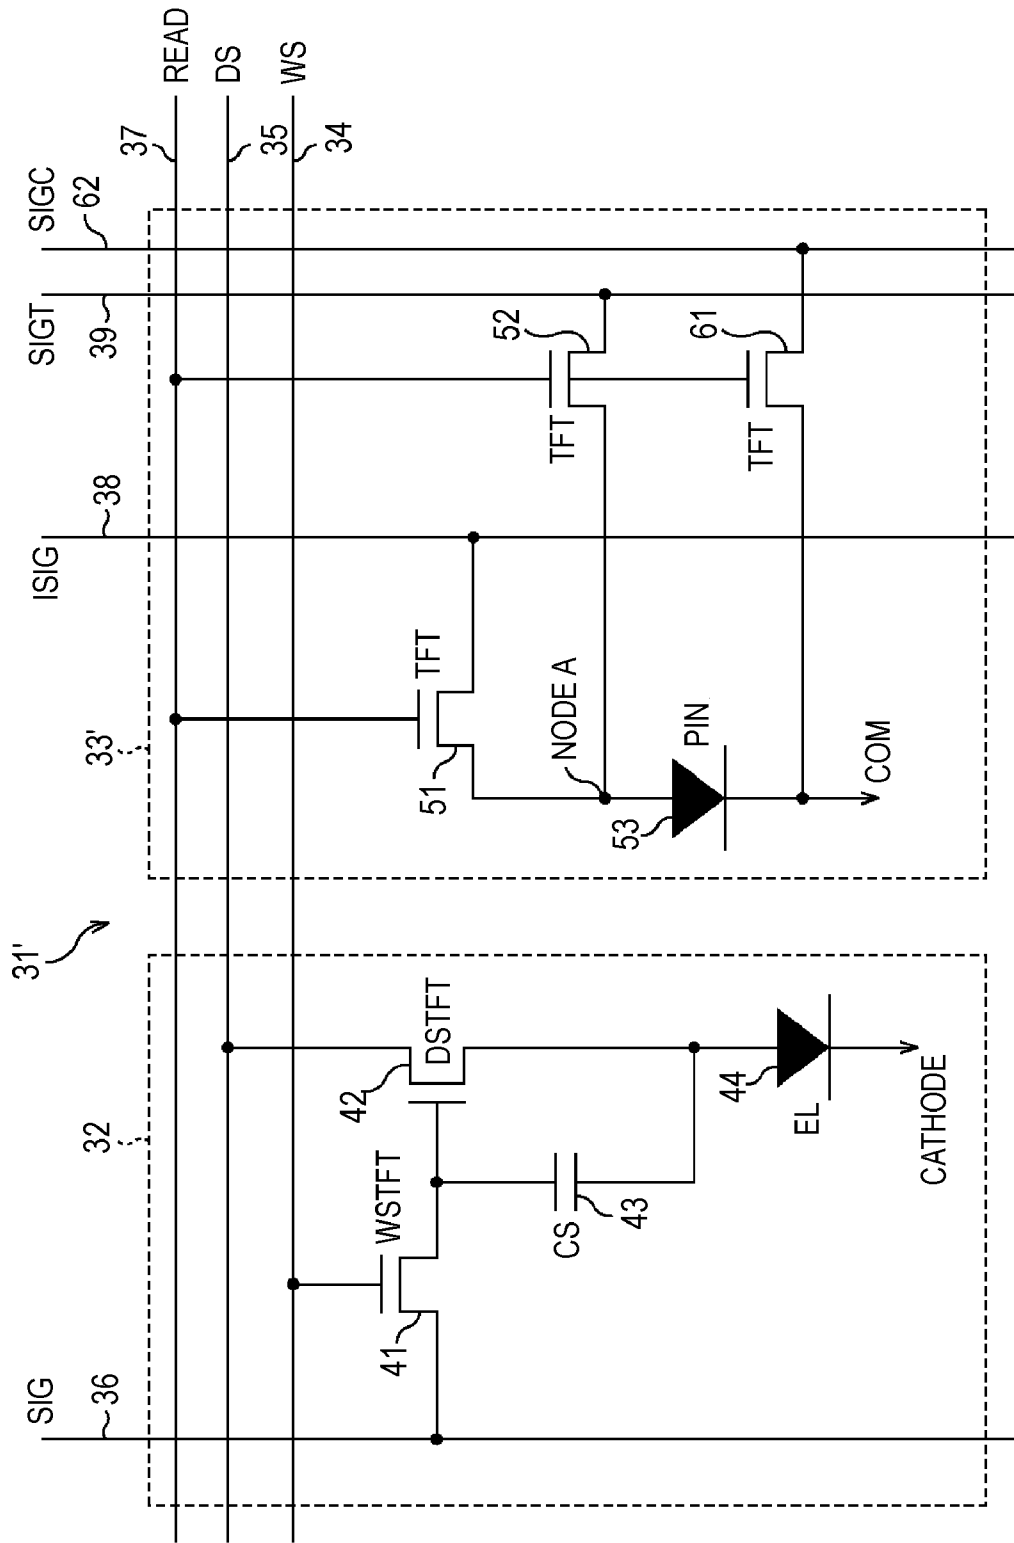 31'
SIG
36
32
WSTFT
41
42
DSTFT
CS
43
44
EL
CATHODE
33'
ISIG
38
SIGT
39
SIGC
62
37
READ
35
DS
34
WS
TFT
51
NODE A
52
TFT
61
TFT
53
PIN
COM